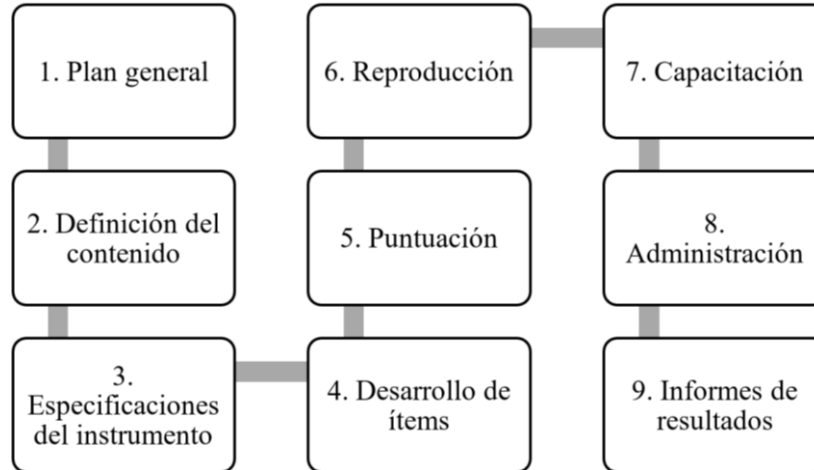 1. Plan general
2. Definición del
contenido
3.
Especificaciones
del instrumento
4. Desarrollo de
ítems
5. Puntuación
6. Reproducción
7. Capacitación
8.
Administración
9. Informes de
resultados